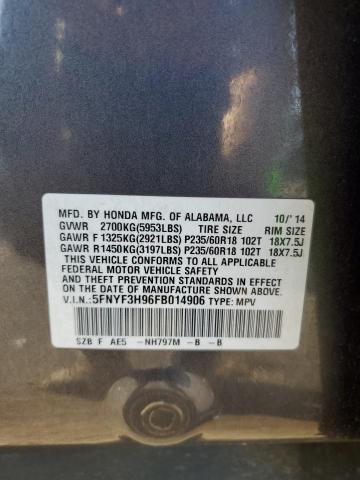 MFD. BY HONDA MFG. OF ALABAMA, LLC 10/'14
GVWR 2700KG(5953LBS) TIRE SIZE RIM SIZE
GAWR F 1325KG(2921LBS) P235/60R18 102T 18X7.5J
GAWR R1450KG(3197LBS) P235/60R18 102T 18X7.5J
THIS VEHICLE CONFORMS TO ALL APPLICABLE
FEDERAL MOTOR VEHICLE SAFETY
AND THEFT PREVENTION STANDARDS IN EFFECT ON
THE DATE OF MANUFACTURE SHOWN ABOVE.
V.I.N.:5FNYF3H96FB014906 TYPE: MPV
SZB F AE5 -NH797M -B -B